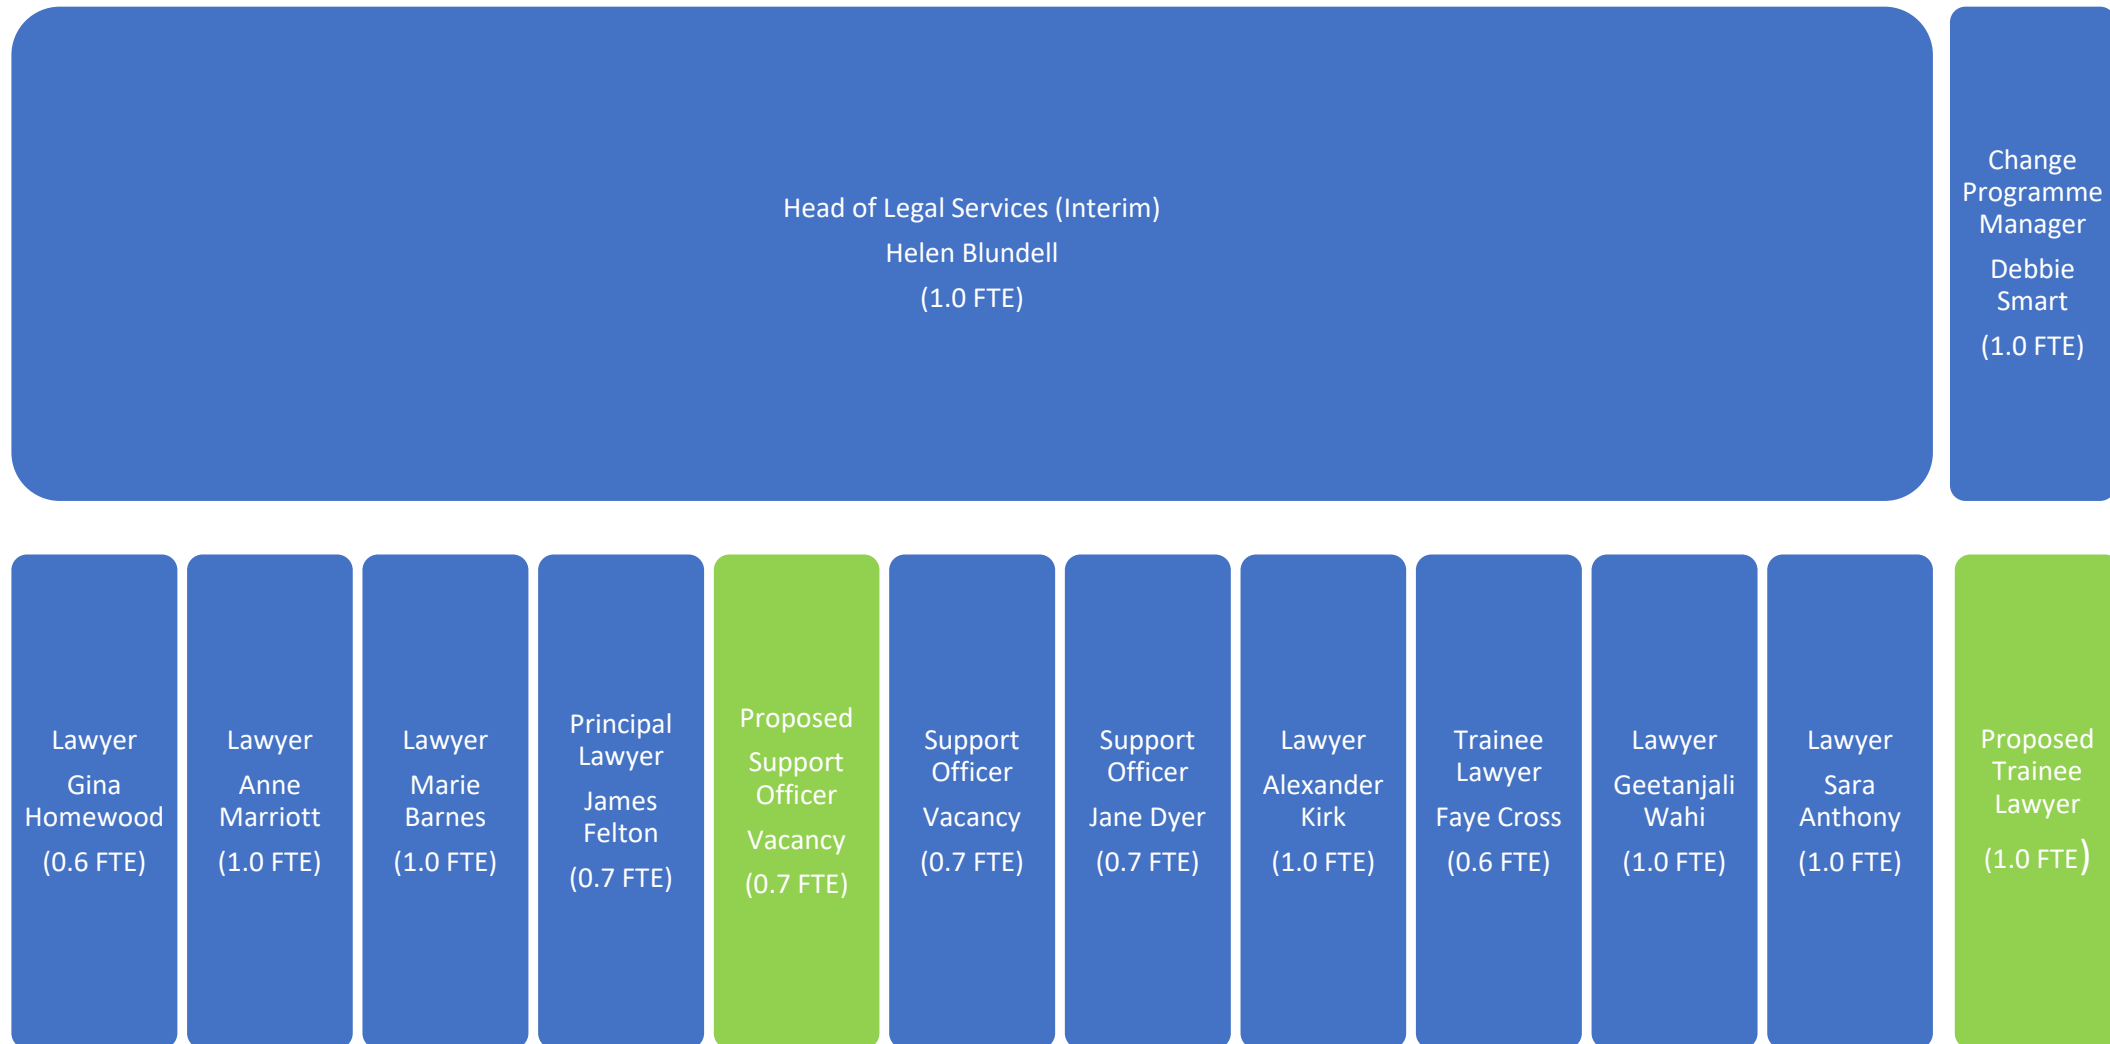 Head of Legal Services (Interim)
Helen Blundell
(1.0 FTE)
Change
Programme
Manager
Debbie
Smart
(1.0 FTE)
Lawyer
Gina
Homewood
(0.6 FTE)
Lawyer
Anne
Marriott
(1.0 FTE)
Lawyer
Marie
Barnes
(1.0 FTE)
Principal
Lawyer
James
Felton
(0.7 FTE)
Proposed
Support
Officer
Vacancy
(0.7 FTE)
Support
Officer
Vacancy
(0.7 FTE)
Support
Officer
Jane Dyer
(0.7 FTE)
Lawyer
Alexander
Kirk
(1.0 FTE)
Trainee
Lawyer
Faye Cross
(0.6 FTE)
Lawyer
Geetanjali
Wahi
(1.0 FTE)
Lawyer
Sara
Anthony
(1.0 FTE)
Proposed
Trainee
Lawyer
(1.0 FTE)